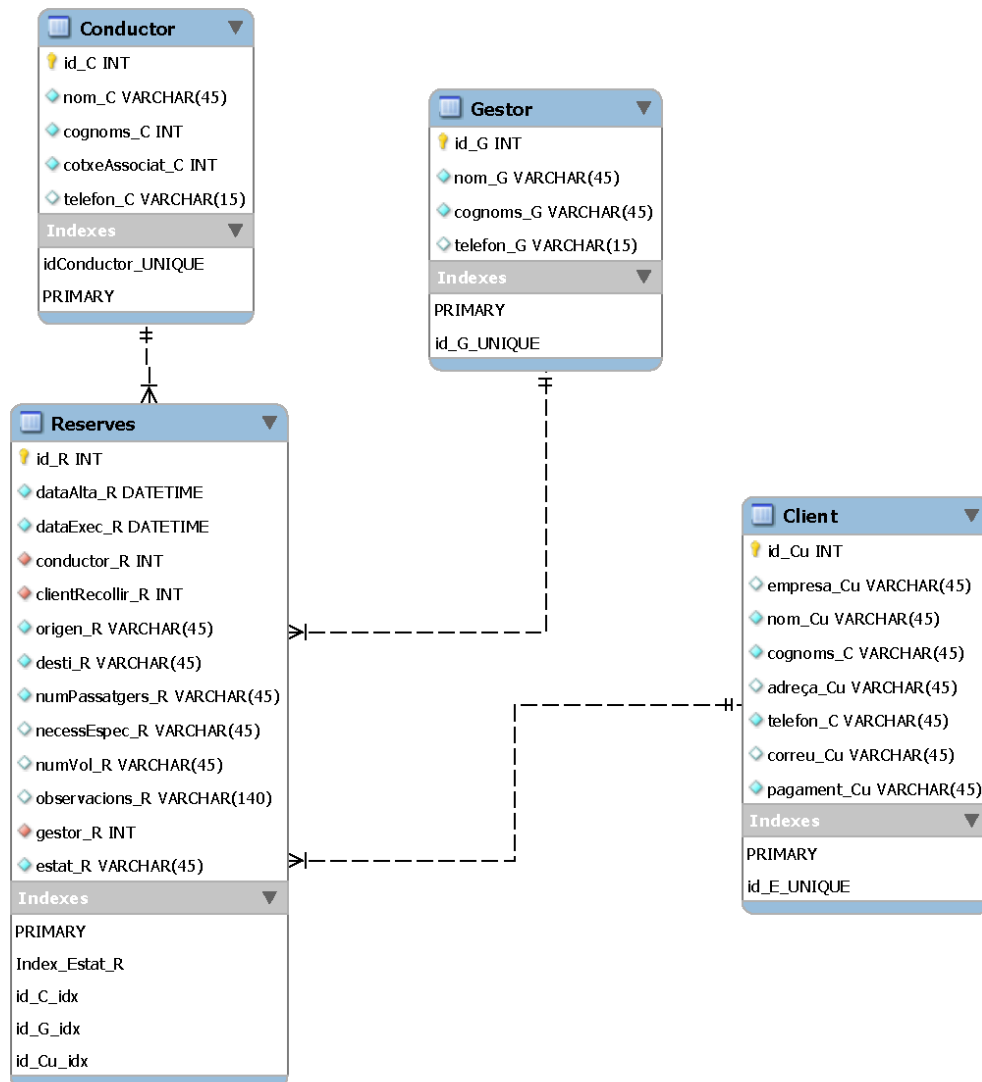 Conductor
id_C INT
nom_C VARCHAR(45)
cognoms_C INT
cotxeAssociat_C INT
telefon_C VARCHAR(15)
Indexes
idConductor_UNIQUE
PRIMARY
Gestor
id_G INT
nom_G VARCHAR(45)
cognoms_G VARCHAR(45)
telefon_G VARCHAR(15)
Indexes
PRIMARY
id_G_UNIQUE
Reserves
id_R INT
dataAlta_R DATETIME
dataExec_R DATETIME
conductor_R INT
clientRecollir_R INT
origen_R VARCHAR(45)
desti_R VARCHAR(45)
numPassatgers_R VARCHAR(45)
necessEspec_R VARCHAR(45)
numVol_R VARCHAR(45)
observacions_R VARCHAR(140)
gestor_R INT
estat_R VARCHAR(45)
Indexes
PRIMARY
Index_Estat_R
id_C_idx
id_G_idx
id_Cu_idx
Client
id_Cu INT
empresa_Cu VARCHAR(45)
nom_Cu VARCHAR(45)
cognoms_C VARCHAR(45)
adreça_Cu VARCHAR(45)
telefon_C VARCHAR(45)
correu_Cu VARCHAR(45)
pagament_Cu VARCHAR(45)
Indexes
PRIMARY
id_E_UNIQUE